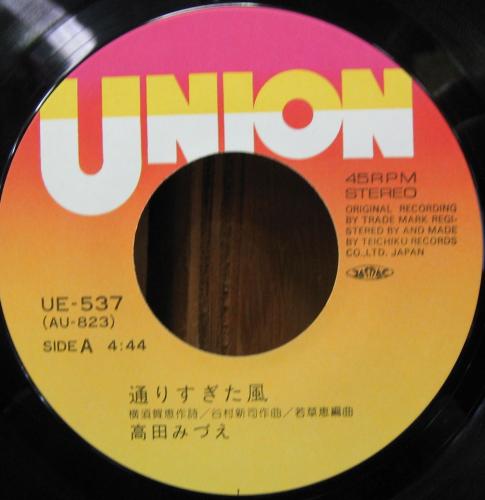 UNION
45RPM
STEREO
ORIGINAL RECORDING
BY TRADE MARK REGI-
STERED BY AND MADE
BY TEICHIKU RECORDS
CO.,LTD. JAPAN
JASRAC
UE-537
(AU-823)
SIDE A 4:44
通りすぎた風
横須賀恵作詩/谷村新司作曲/若草恵編曲
高田みづえ